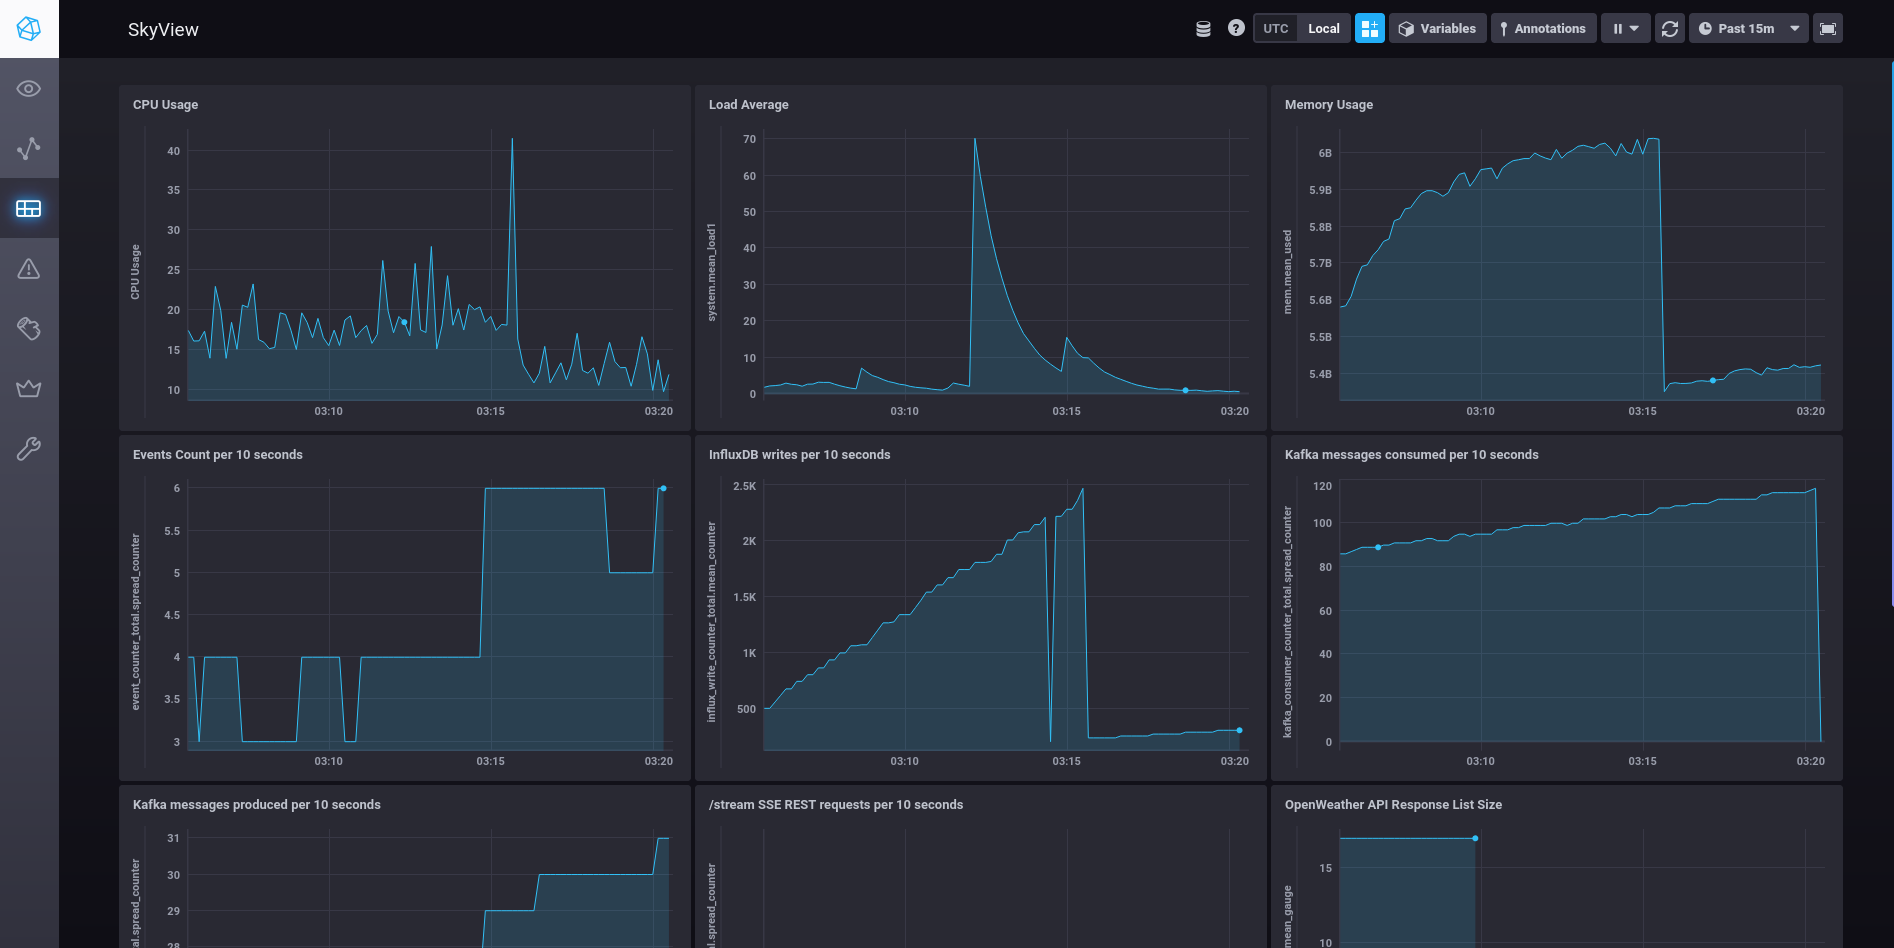 SkyView
UTC Local Variables Annotations Past 15m
CPU Usage
CPU Usage
40
35
30
25
20
15
10
03:10 03:15 03:20
Load Average
system.mean_load1
70
60
50
40
30
20
10
0
03:10 03:15 03:20
Memory Usage
mem.mean_used
6B
5.9B
5.8B
5.7B
5.6B
5.5B
5.4B
03:10 03:15 03:20
Events Count per 10 seconds
event_counter_total.spread_counter
6
5.5
5
4.5
4
3.5
3
03:10 03:15 03:20
InfluxDB writes per 10 seconds
influx_write_counter_total.mean_counter
2.5K
2K
1.5K
1K
500
03:10 03:15 03:20
Kafka messages consumed per 10 seconds
kafka_consumer_counter_total.spread_counter
120
100
80
60
40
20
0
03:10 03:15 03:20
Kafka messages produced per 10 seconds
al.spread_counter
31
30
29
28
/stream SSE REST requests per 10 seconds
al.spread_counter
OpenWeather API Response List Size
mean_gauge
15
10